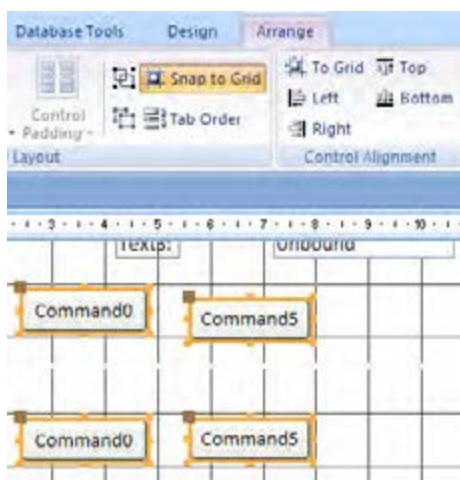 Database Tools Design Arrange
Snap to Grid To Grid Top
Control Padding Tab Order Left Bottom
Right
Layout Control Alignment
3 4 5 6 7 8 9 10
Unbound
Command0 Command5
Command0 Command5